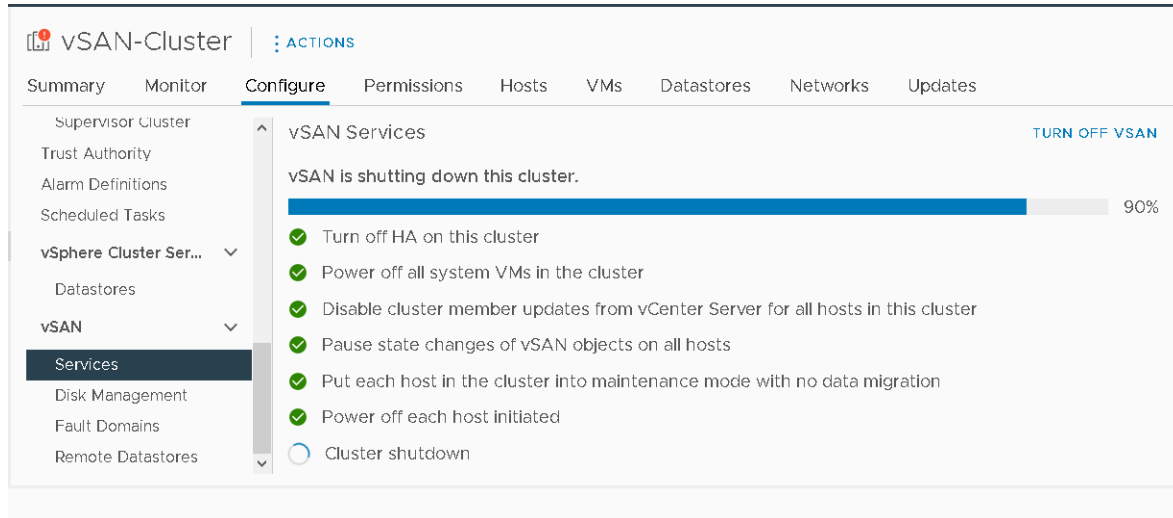 vSAN-Cluster
ACTIONS
Summary Monitor Configure Permissions Hosts VMs Datastores Networks Updates
Supervisor Cluster
Trust Authority
Alarm Definitions
Scheduled Tasks
vSphere Cluster Ser...
Datastores
vSAN
Services
Disk Management
Fault Domains
Remote Datastores
vSAN Services
TURN OFF VSAN
vSAN is shutting down this cluster.
90%
Turn off HA on this cluster
Power off all system VMs in the cluster
Disable cluster member updates from vCenter Server for all hosts in this cluster
Pause state changes of vSAN objects on all hosts
Put each host in the cluster into maintenance mode with no data migration
Power off each host initiated
Cluster shutdown